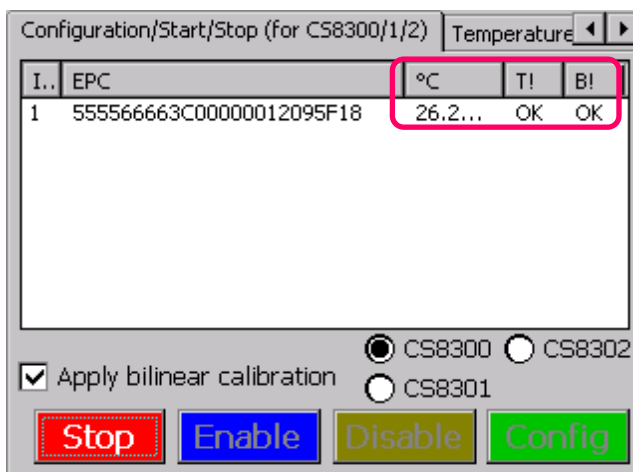 Configuration/Start/Stop (for CS8300/1/2) Temperature
I.. EPC °C T! B!
1 555566663C00000012095F18 26.2... OK OK
CS8300 CS8302
Apply bilinear calibration
CS8301
Stop Enable Disable Config